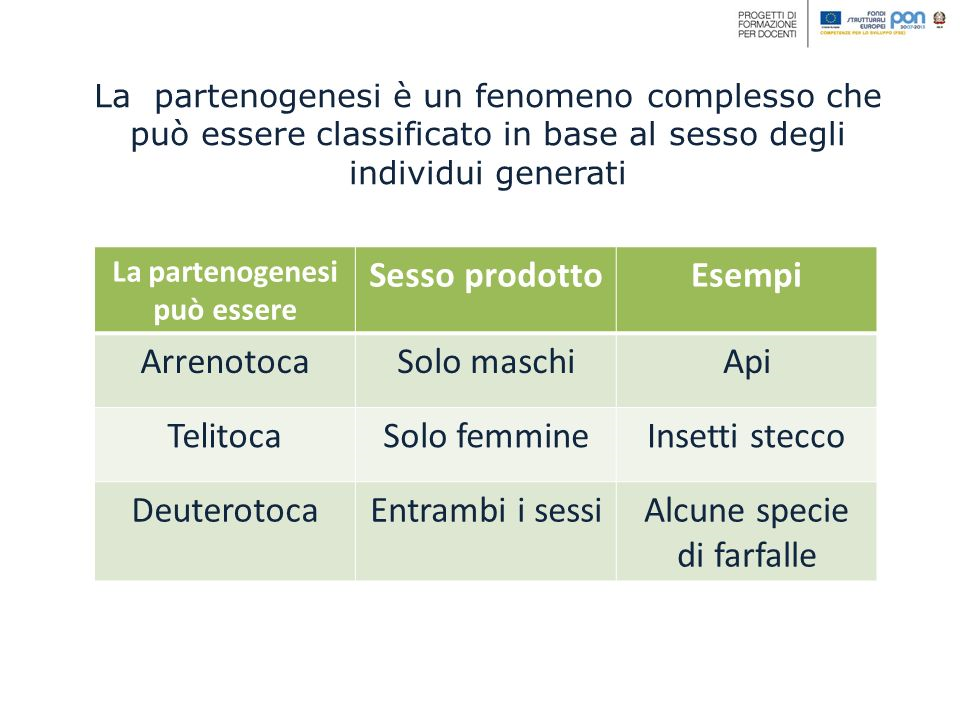 PROGETTI DI
FORMAZIONE
PER DOCENTI
FONDI
STRUTTURALI
EUROPEI
pon
2007-2013
COMPETENZE PER LO SVILUPPO (FSE)
La partenogenesi è un fenomeno complesso che
può essere classificato in base al sesso degli
individui generati
La partenogenesi
può essere
Sesso prodotto
Esempi
Arrenotoca
Solo maschi
Api
Telitoca
Solo femmine
Insetti stecco
Deuterotoca
Entrambi i sessi
Alcune specie
di farfalle